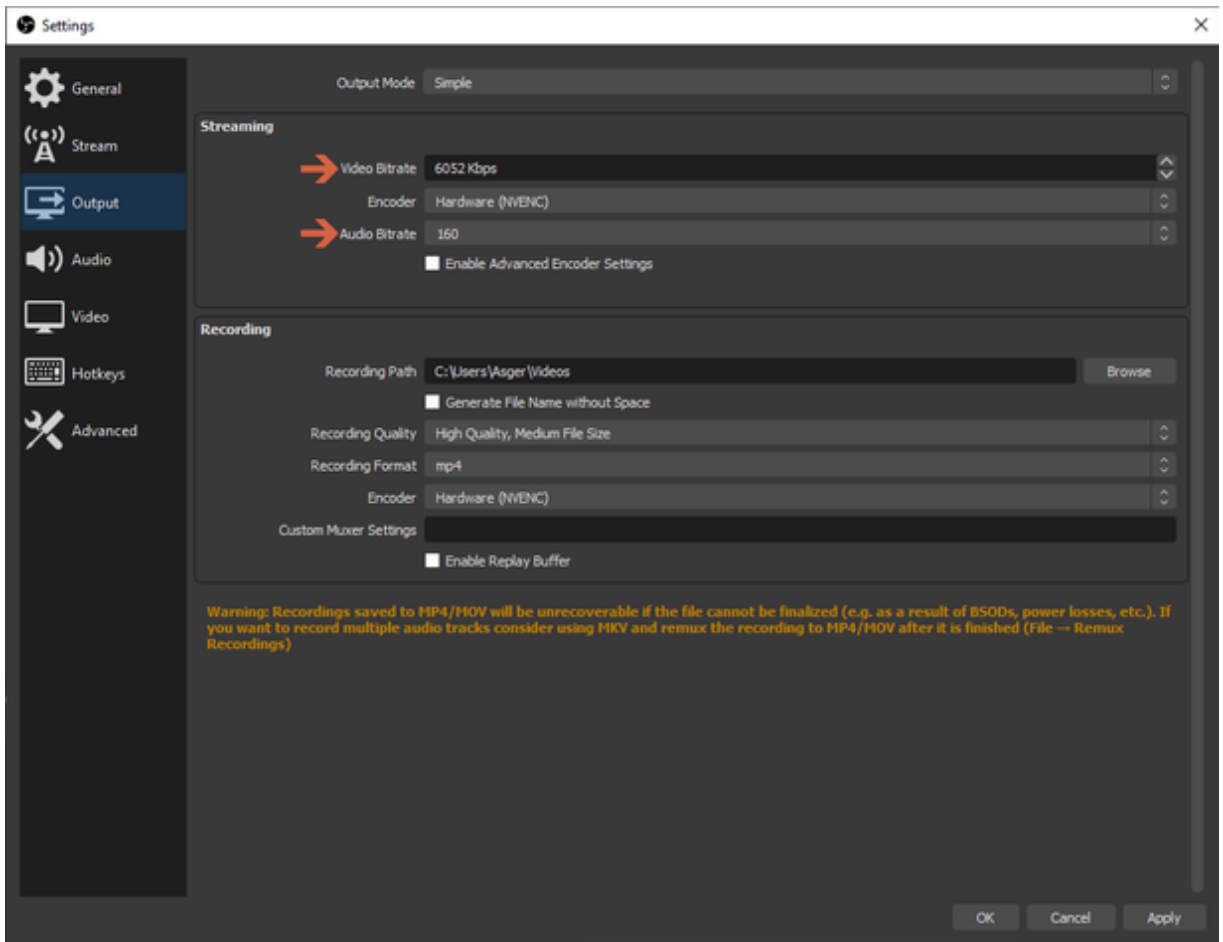 Settings
General
Stream
Output
Audio
Video
Hotkeys
Advanced
Output Mode Simple
Streaming
Video Bitrate 6052 Kbps
Encoder Hardware (NVENC)
Audio Bitrate 160
Enable Advanced Encoder Settings
Recording
Recording Path C:\Users\Asger\Videos Browse
Generate File Name without Space
Recording Quality High Quality, Medium File Size
Recording Format mp4
Encoder Hardware (NVENC)
Custom Muxer Settings
Enable Replay Buffer
Warning: Recordings saved to MP4/MOV will be unrecoverable if the file cannot be finalized (e.g. as a result of BSODs, power losses, etc.). If
you want to record multiple audio tracks consider using MKV and remux the recording to MP4/MOV after it is finished (File → Remux
Recordings)
OK Cancel Apply